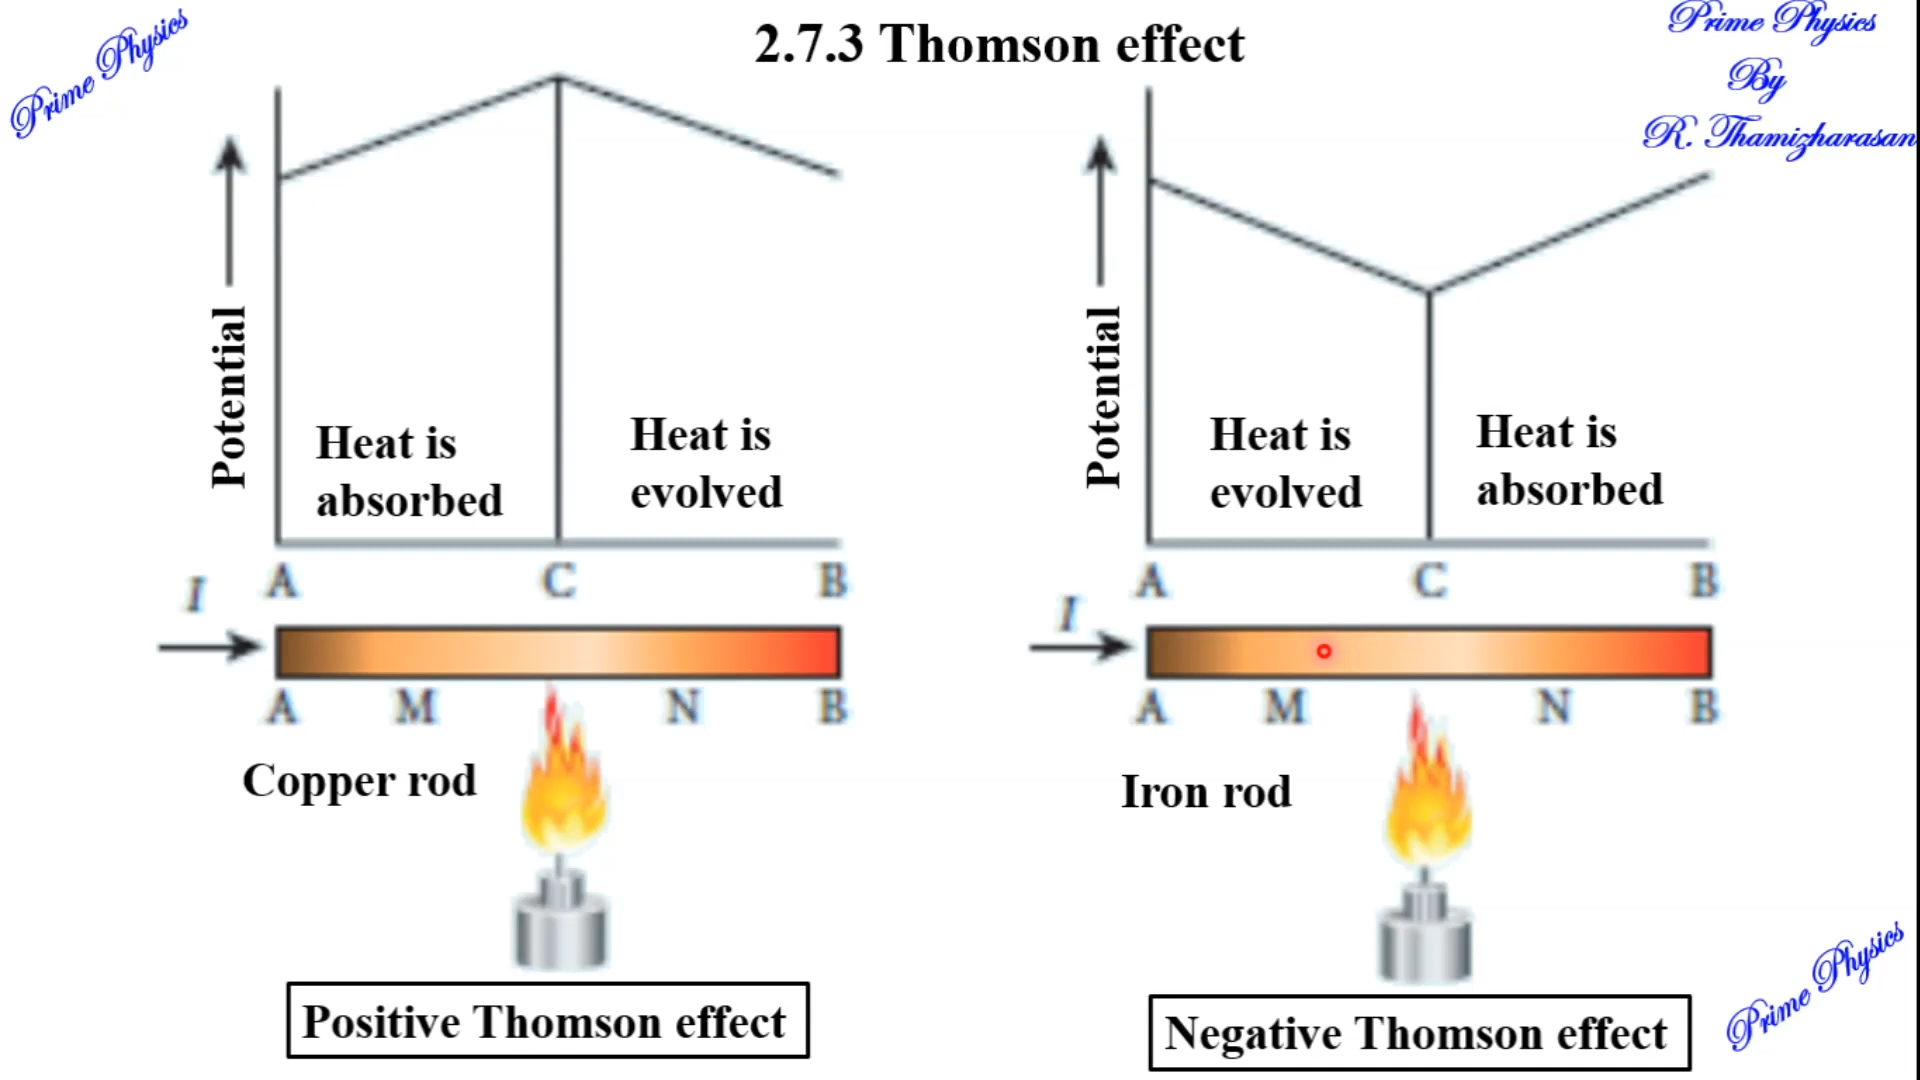 Prime Physics
2.7.3 Thomson effect
Prime Physics
By
R. Thamizharasan
Potential
Heat is
absorbed
Heat is
evolved
A C B
I
A M N B
Copper rod
Positive Thomson effect
Potential
Heat is
evolved
Heat is
absorbed
A C B
I
A M N B
Iron rod
Negative Thomson effect
Prime Physics